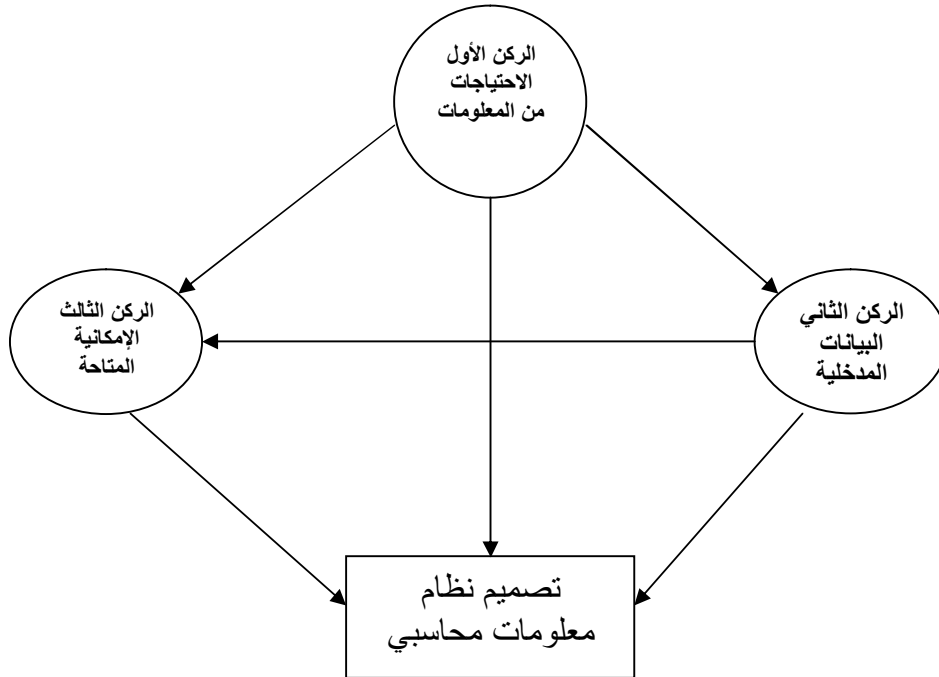 الركن الأول
الاحتياجات
من المعلومات
الركن الثاني
البيانات
المدخلية
الركن الثالث
الإمكانية
المتاحة
تصميم نظام
معلومات محاسبي